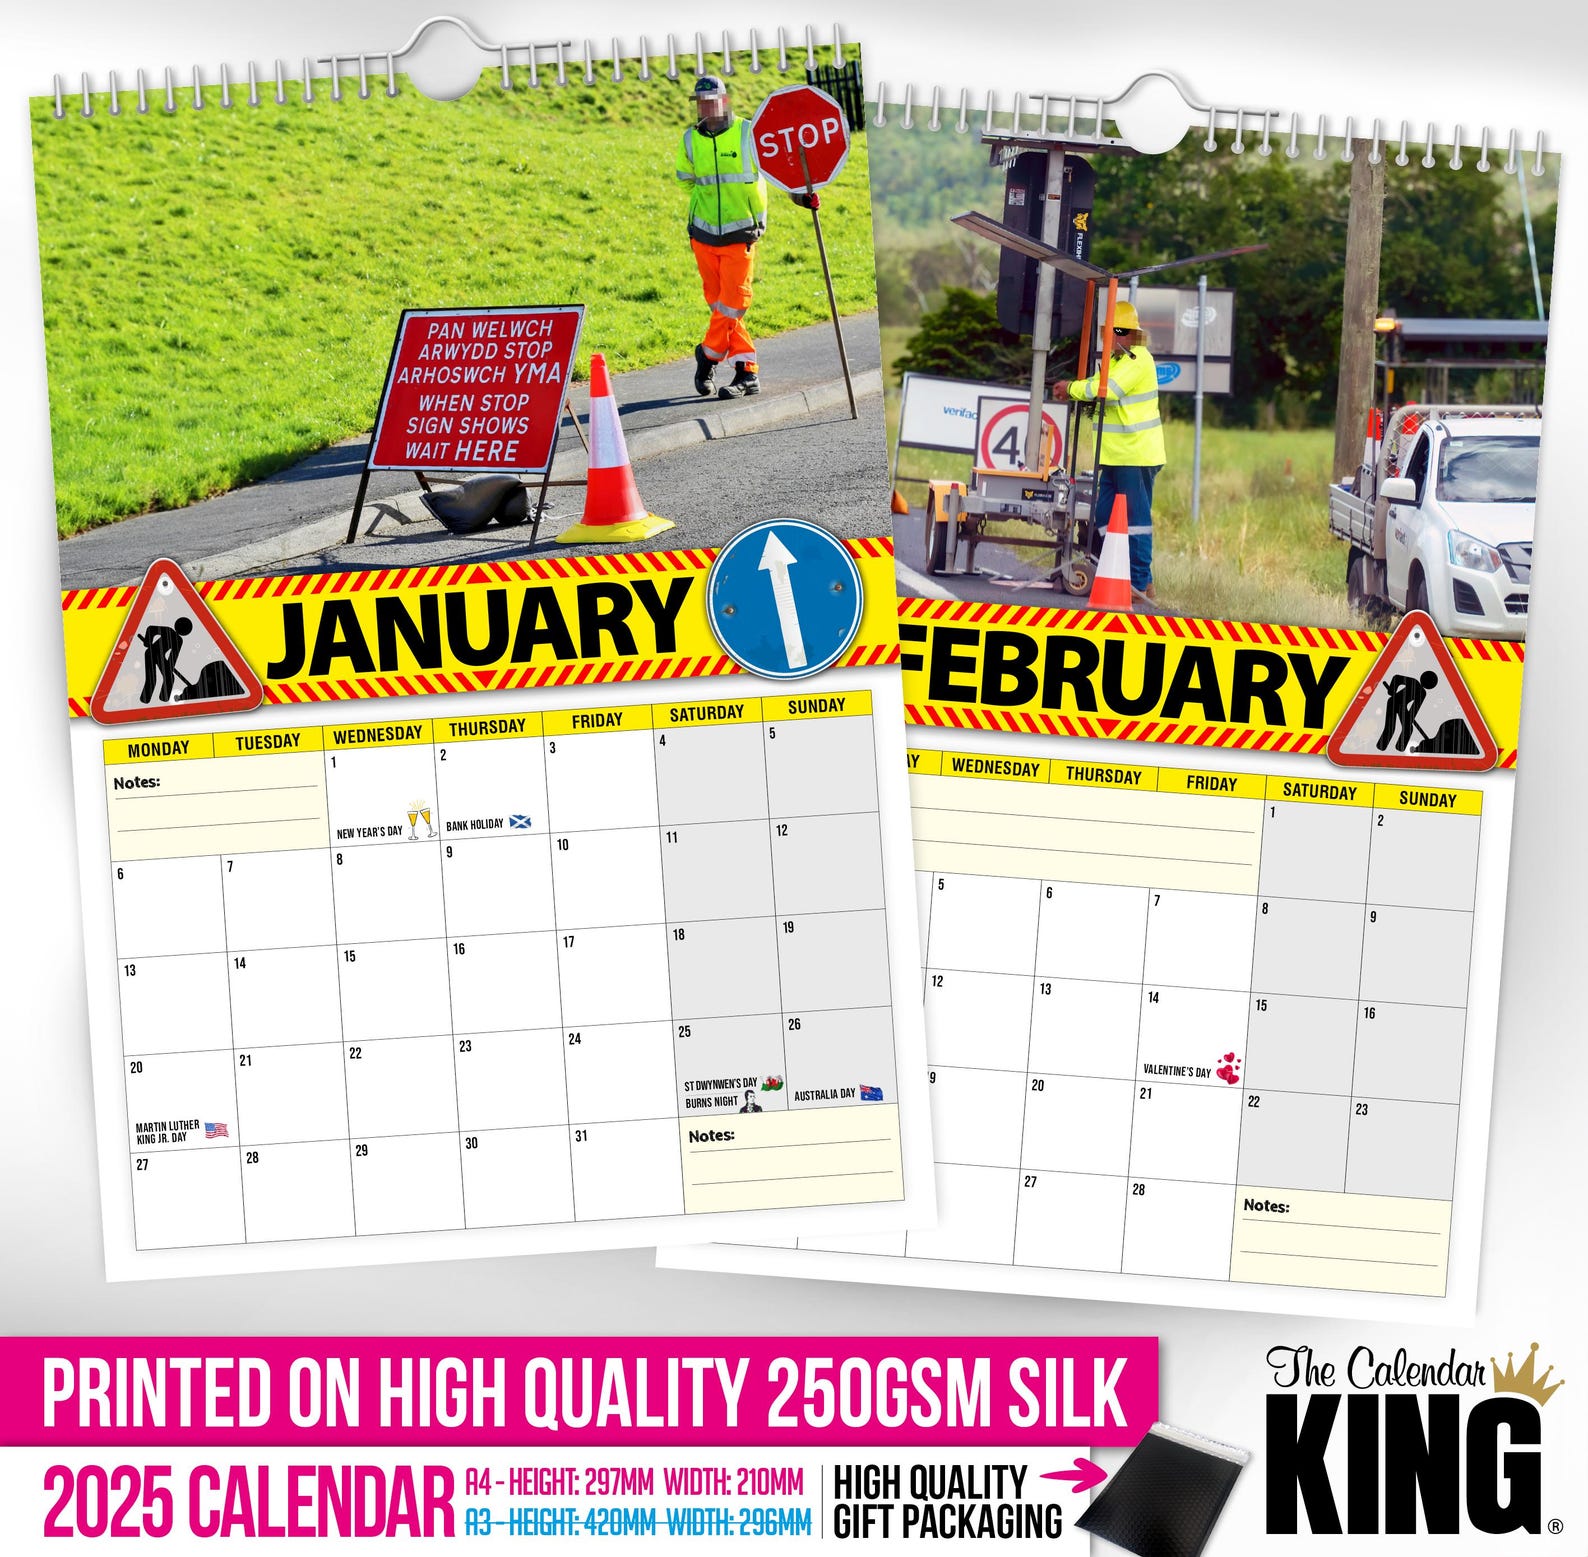 STOP
PAN WELWCH
ARWYDD STOP
ARHOSWCH YMA
WHEN STOP
SIGN SHOWS
WAIT HERE
JANUARY
MONDAY TUESDAY WEDNESDAY THURSDAY FRIDAY SATURDAY SUNDAY
Notes: 1 2 3 4 5
NEW YEAR'S DAY BANK HOLIDAY
6 7 8 9 10 11 12
13 14 15 16 17 18 19
20 21 22 23 24 25 26
MARTIN LUTHER
KING JR. DAY
ST DWYNWEN'S DAY
BURNS NIGHT
AUSTRALIA DAY
27 28 29 30 31 Notes:
verifac
4
FEBRUARY
AY WEDNESDAY THURSDAY FRIDAY SATURDAY SUNDAY
1 2
5 6 7 8 9
12 13 14 15 16
VALENTINE'S DAY
9 20 21 22 23
27 28 Notes:
PRINTED ON HIGH QUALITY 250GSM SILK
2025 CALENDAR
A4 - HEIGHT: 297MM WIDTH: 210MM
A3 - HEIGHT: 420MM WIDTH: 296MM
HIGH QUALITY
GIFT PACKAGING
The Calendar
KING ®